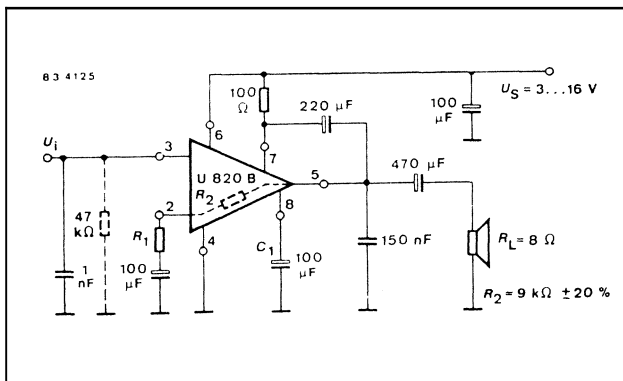 83 4125
100
Ω
220 µF
U_S = 3...16 V
100
µF
U_i
3
6
7
5
470 µF
U 820 B
R_2
47
kΩ
2
8
R_1
4
C_1
100
µF
150 nF
R_L = 8 Ω
1
nF
100
µF
R_2 = 9 kΩ ± 20 %